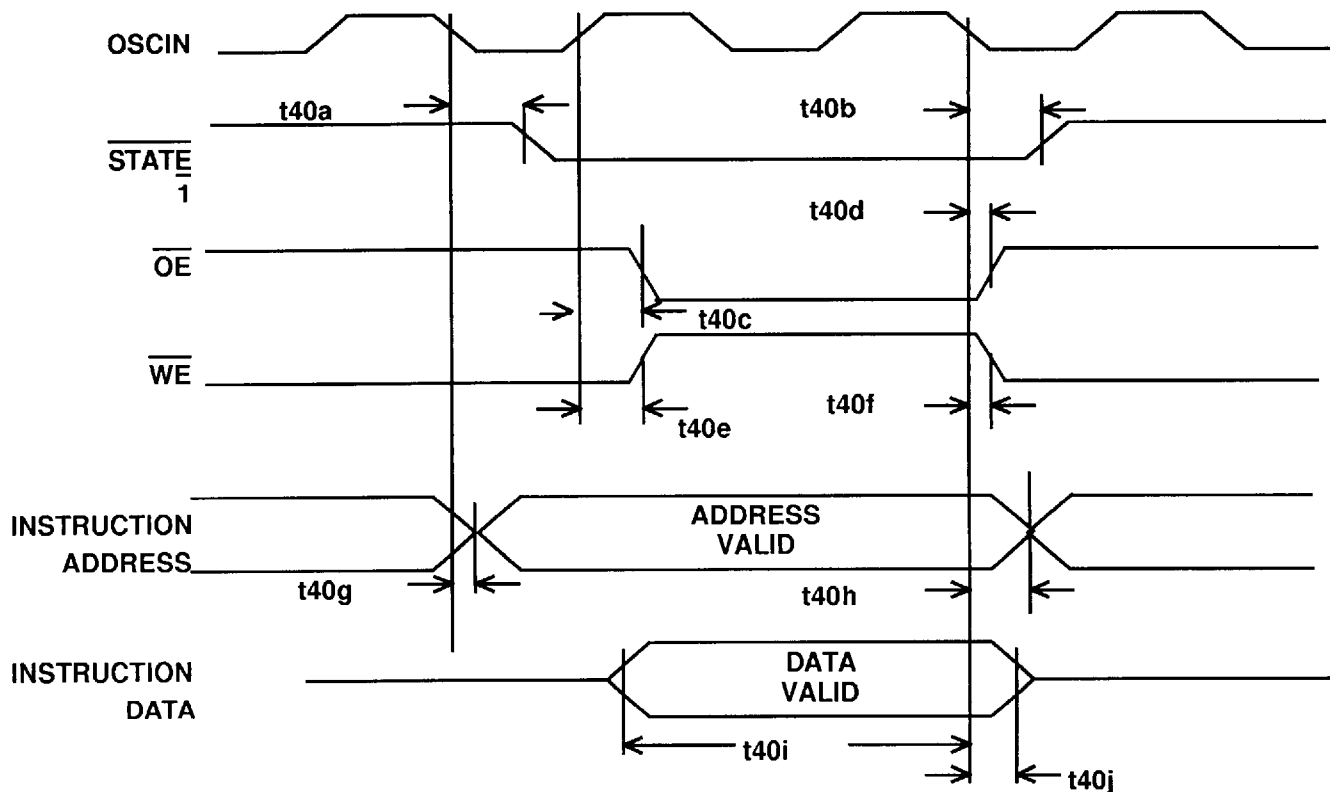 OSCIN
t40a
t40b
STATE
1
t40d
OE
t40c
WE
t40f
t40e
INSTRUCTION
ADDRESS
ADDRESS
VALID
t40g
t40h
INSTRUCTION
DATA
DATA
VALID
t40i
t40j